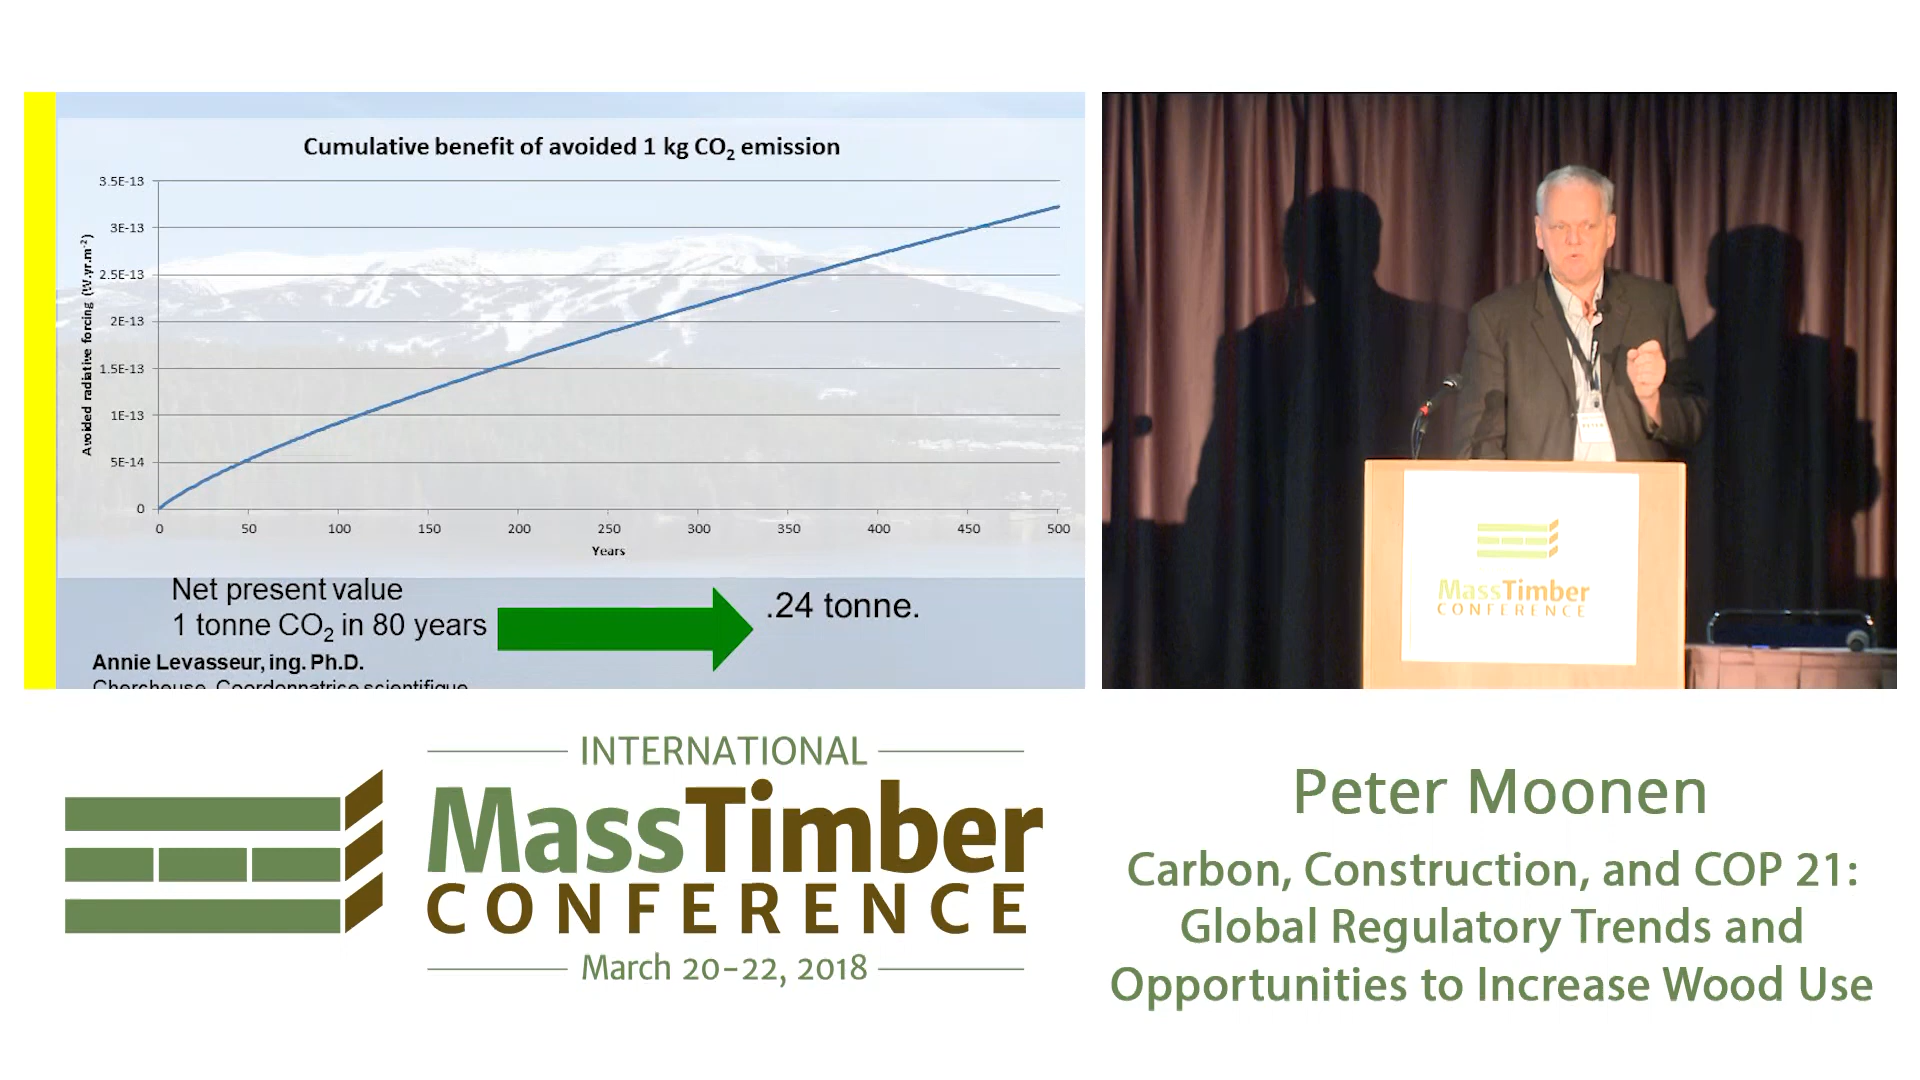 Cumulative benefit of avoided 1 kg CO₂ emission
3.5E-13
3E-13
2.5E-13
2E-13
1.5E-13
1E-13
5E-14
0
Avoided radiative forcing (W.yr.m⁻²)
0 50 100 150 200 250 300 350 400 450 500
Years
Net present value
1 tonne CO₂ in 80 years
.24 tonne.
Annie Levasseur, ing. Ph.D.
Chercheuse, Coordonnatrice scientifique
PETER
MassTimber
CONFERENCE
INTERNATIONAL
MassTimber
CONFERENCE
March 20-22, 2018
Peter Moonen
Carbon, Construction, and COP 21:
Global Regulatory Trends and
Opportunities to Increase Wood Use